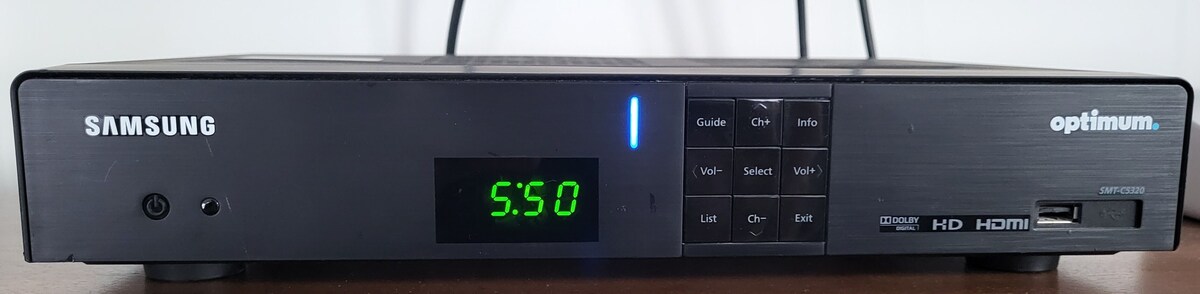 SAMSUNG
optimum.
Guide Ch+ Info
Vol- Select Vol+
List Ch- Exit
5:50
SMT-C5320
DOLBY DIGITAL HD HDMI